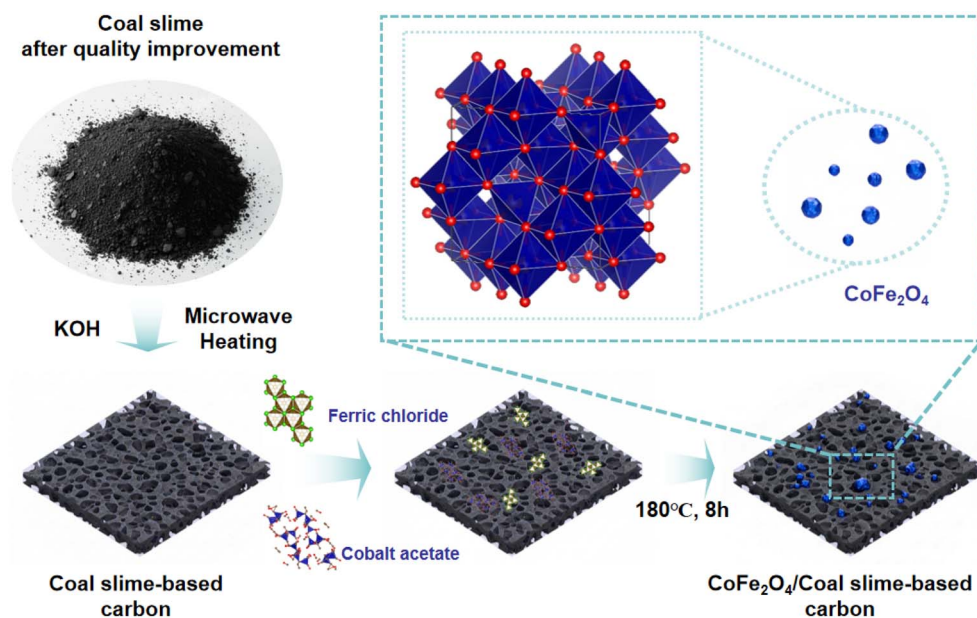 Coal slime
after quality improvement
CoFe₂O₄
KOH
Microwave
Heating
Ferric chloride
Cobalt acetate
180°C, 8h
Coal slime-based
carbon
CoFe₂O₄/Coal slime-based
carbon